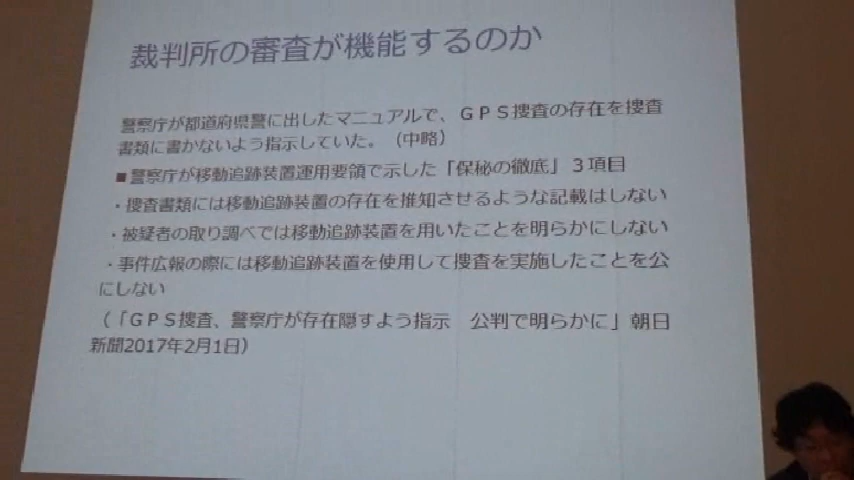 裁判所の審査が機能するのか
警察庁が都道府県警に出したマニュアルで、ＧＰＳ捜査の存在を捜査
書類に書かないよう指示していた。（中略）
■警察庁が移動追跡装置運用要領で示した「保秘の徹底」３項目
・捜査書類には移動追跡装置の存在を推知させるような記載はしない
・被疑者の取り調べでは移動追跡装置を用いたことを明らかにしない
・事件広報の際には移動追跡装置を使用して捜査を実施したことを公
にしない
（「ＧＰＳ捜査、警察庁が存在隠すよう指示　公判で明らかに」朝日
新聞2017年2月1日）